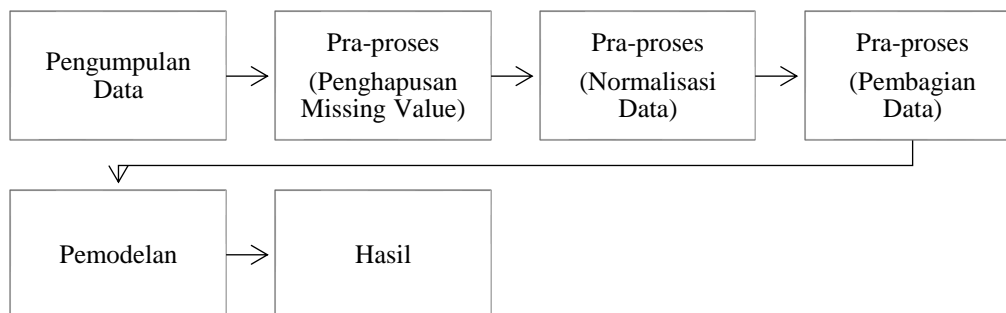 Pengumpulan
Data
Pra-proses
(Penghapusan
Missing Value)
Pra-proses
(Normalisasi
Data)
Pra-proses
(Pembagian
Data)
Pemodelan
Hasil